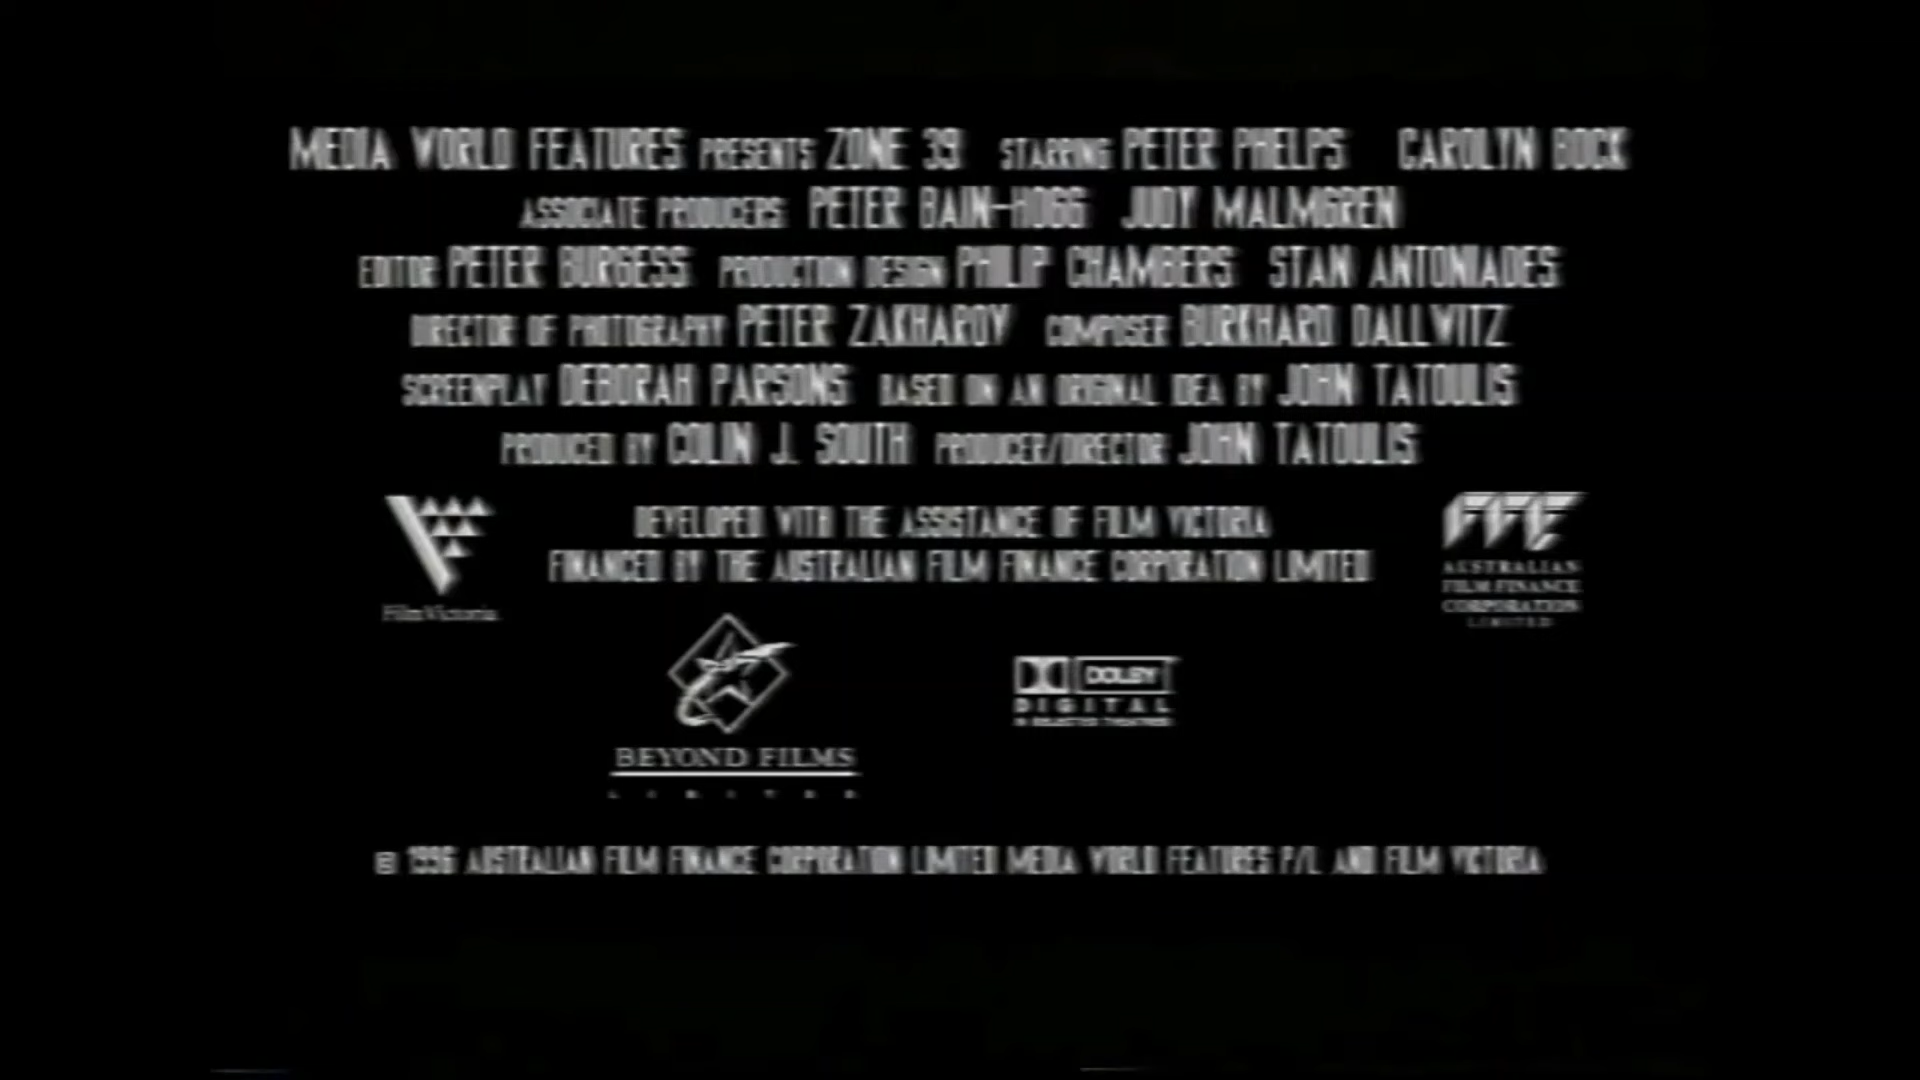 MEDIA WORLD FEATURES PRESENTS ZONE 39 STARRING PETER PHELPS CAROLYN BOCK
ASSOCIATE PRODUCERS PETER BAIN-HOGG JUDY MALMGREN
EDITOR PETER BURGESS PRODUCTION DESIGN PHILIP CHAMBERS STAN ANTONIADES
DIRECTOR OF PHOTOGRAPHY PETER ZAKHAROV COMPOSER BURKHARD DALLWITZ
SCREENPLAY DEBORAH PARSONS BASED ON AN ORIGINAL IDEA BY JOHN TATOULIS
PRODUCED BY COLIN J. SOUTH PRODUCER/DIRECTOR JOHN TATOULIS
DEVELOPED WITH THE ASSISTANCE OF FILM VICTORIA
FINANCED BY THE AUSTRALIAN FILM FINANCE CORPORATION LIMITED
Film Victoria
FFC
AUSTRALIAN
FILM FINANCE
CORPORATION
LIMITED
BEYOND FILMS
LIMITED
DOLBY
DIGITAL
IN SELECTED THEATRES
© 1996 AUSTRALIAN FILM FINANCE CORPORATION LIMITED MEDIA WORLD FEATURES P/L AND FILM VICTORIA